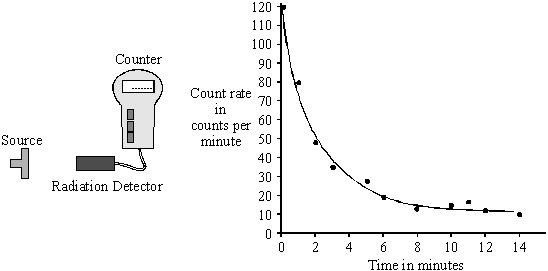 Counter
Source
Radiation Detector
Count rate
in
counts per
minute
120
110
100
90
80
70
60
50
40
30
20
10
0
0 2 4 6 8 10 12 14
Time in minutes